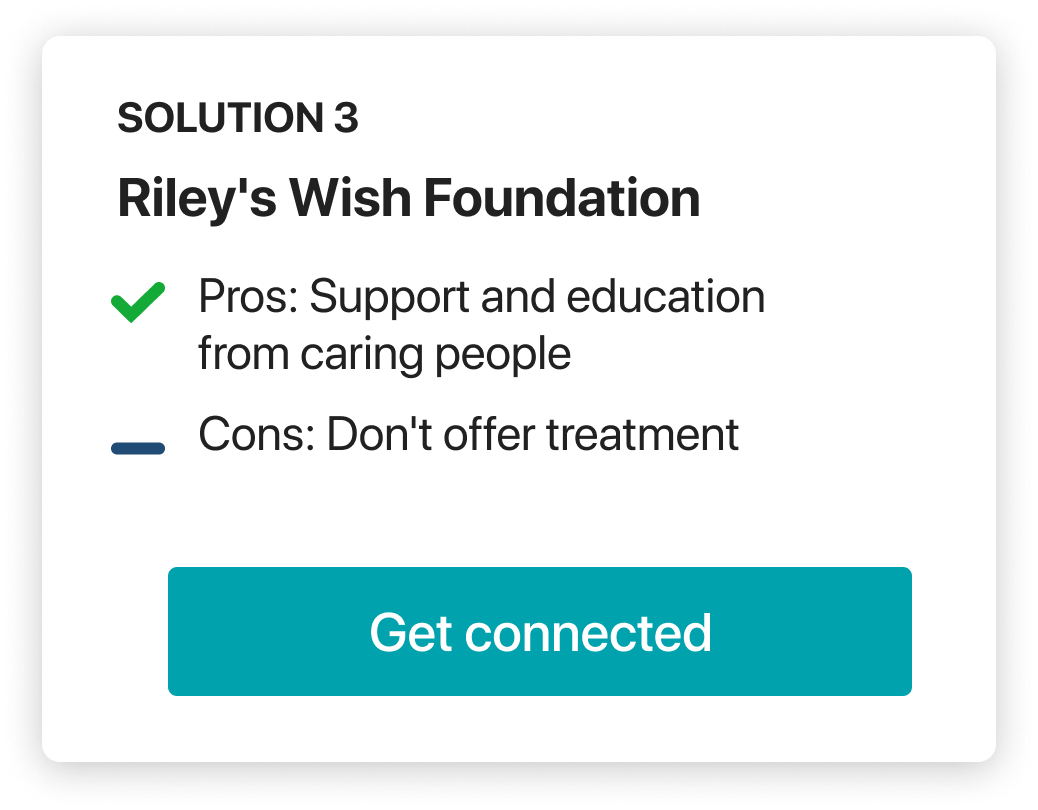 SOLUTION 3
Riley's Wish Foundation
Pros: Support and education
from caring people
Cons: Don't offer treatment
Get connected